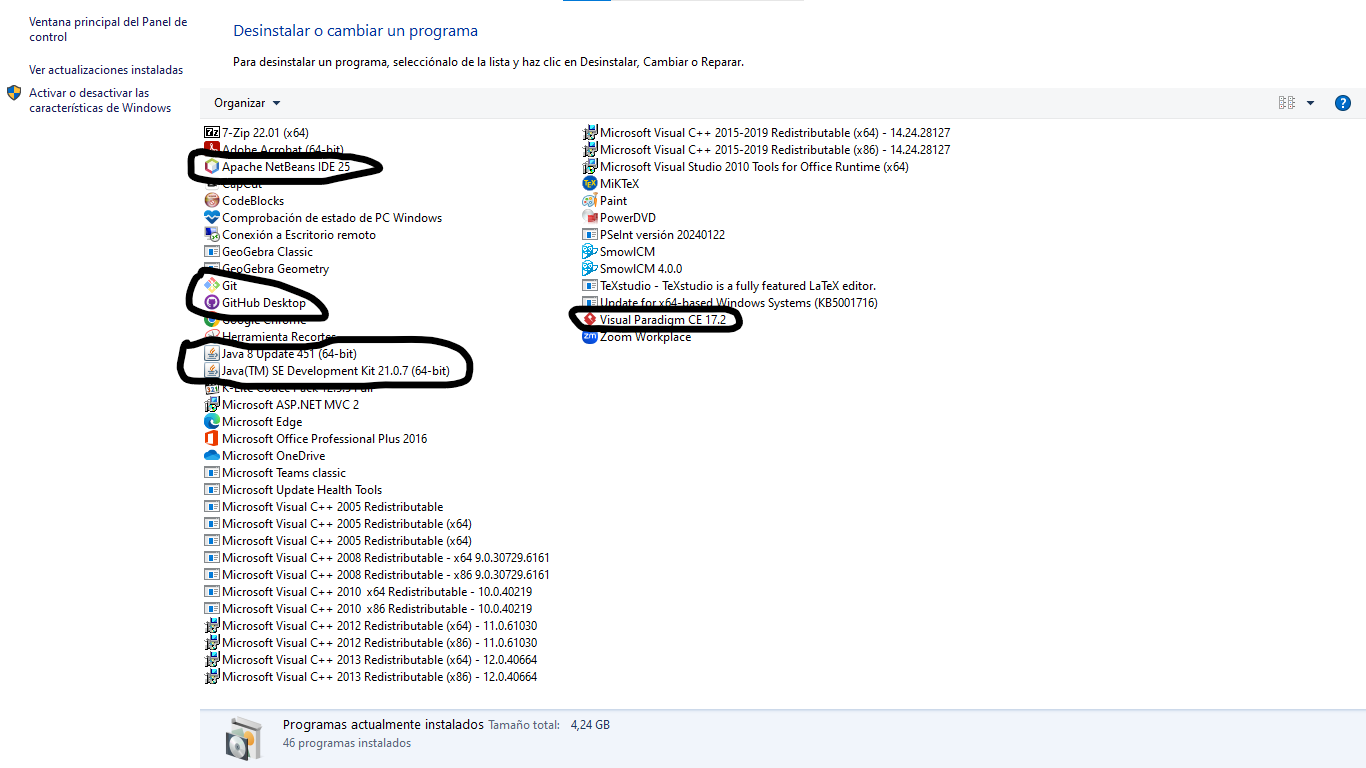 Ventana principal del Panel de
control
Ver actualizaciones instaladas
Activar o desactivar las
características de Windows
Desinstalar o cambiar un programa
Para desinstalar un programa, selecciónalo de la lista y haz clic en Desinstalar, Cambiar o Reparar.
Organizar
7-Zip 22.01 (x64)
Adobe Acrobat (64-bit)
Apache NetBeans IDE 25
CapCut
CodeBlocks
Comprobación de estado de PC Windows
Conexión a Escritorio remoto
GeoGebra Classic
GeoGebra Geometry
Git
GitHub Desktop
Google Chrome
Herramienta Recortes
Java 8 Update 451 (64-bit)
Java(TM) SE Development Kit 21.0.7 (64-bit)
K-Lite Codec Pack 12.3.5 Full
Microsoft ASP.NET MVC 2
Microsoft Edge
Microsoft Office Professional Plus 2016
Microsoft OneDrive
Microsoft Teams classic
Microsoft Update Health Tools
Microsoft Visual C++ 2005 Redistributable
Microsoft Visual C++ 2005 Redistributable (x64)
Microsoft Visual C++ 2005 Redistributable (x64)
Microsoft Visual C++ 2008 Redistributable - x64 9.0.30729.6161
Microsoft Visual C++ 2008 Redistributable - x86 9.0.30729.6161
Microsoft Visual C++ 2010  x64 Redistributable - 10.0.40219
Microsoft Visual C++ 2010  x86 Redistributable - 10.0.40219
Microsoft Visual C++ 2012 Redistributable (x64) - 11.0.61030
Microsoft Visual C++ 2012 Redistributable (x86) - 11.0.61030
Microsoft Visual C++ 2013 Redistributable (x64) - 12.0.40664
Microsoft Visual C++ 2013 Redistributable (x86) - 12.0.40664
Microsoft Visual C++ 2015-2019 Redistributable (x64) - 14.24.28127
Microsoft Visual C++ 2015-2019 Redistributable (x86) - 14.24.28127
Microsoft Visual Studio 2010 Tools for Office Runtime (x64)
MiKTeX
Paint
PowerDVD
PSeInt versión 20240122
SmowlCM
SmowlCM 4.0.0
TeXstudio - TeXstudio is a fully featured LaTeX editor.
Update for x64-based Windows Systems (KB5001716)
Visual Paradigm CE 17.2
Zoom Workplace
Programas actualmente instalados Tamaño total: 4,24 GB
46 programas instalados